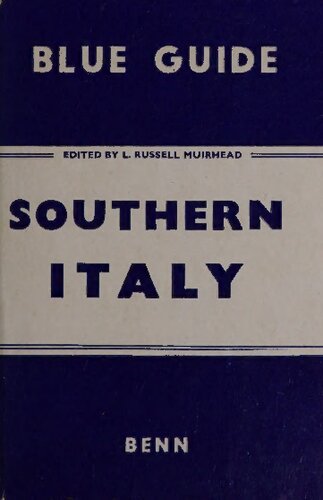 BLUE GUIDE
EDITED BY L. RUSSELL MUIRHEAD
SOUTHERN
ITALY
BENN